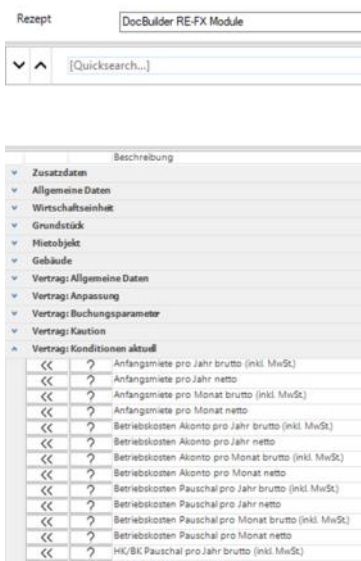 Rezept DocBuilder RE-FX Module
[Quicksearch...]
Beschreibung
Zusatzdaten
Allgemeine Daten
Wirtschaftseinheit
Grundstück
Mietobjekt
Gebäude
Vertrag: Allgemeine Daten
Vertrag: Anpassung
Vertrag: Buchungsparameter
Vertrag: Kaution
Vertrag: Konditionen aktuell
<< ? Anfangsmiete pro Jahr brutto (inkl. MwSt.)
<< ? Anfangsmiete pro Jahr netto
<< ? Anfangsmiete pro Monat brutto (inkl. MwSt.)
<< ? Anfangsmiete pro Monat netto
<< ? Betriebskosten Akonto pro Jahr brutto (inkl. MwSt.)
<< ? Betriebskosten Akonto pro Jahr netto
<< ? Betriebskosten Akonto pro Monat brutto (inkl. MwSt.)
<< ? Betriebskosten Akonto pro Monat netto
<< ? Betriebskosten Pauschal pro Jahr brutto (inkl. MwSt.)
<< ? Betriebskosten Pauschal pro Jahr netto
<< ? Betriebskosten Pauschal pro Monat brutto (inkl. MwSt.)
<< ? Betriebskosten Pauschal pro Monat netto
<< ? HK/BK Pauschal pro Jahr brutto (inkl. MwSt.)